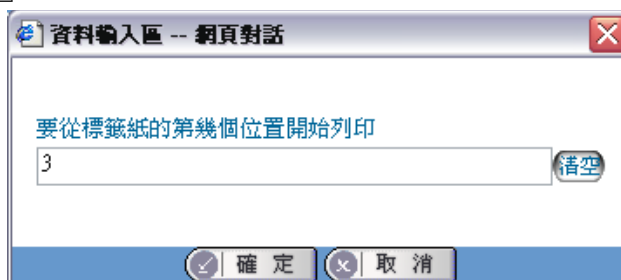 資料輸入區 -- 網頁對話
要從標籤紙的第幾個位置開始列印
3
清空
確 定
取 消